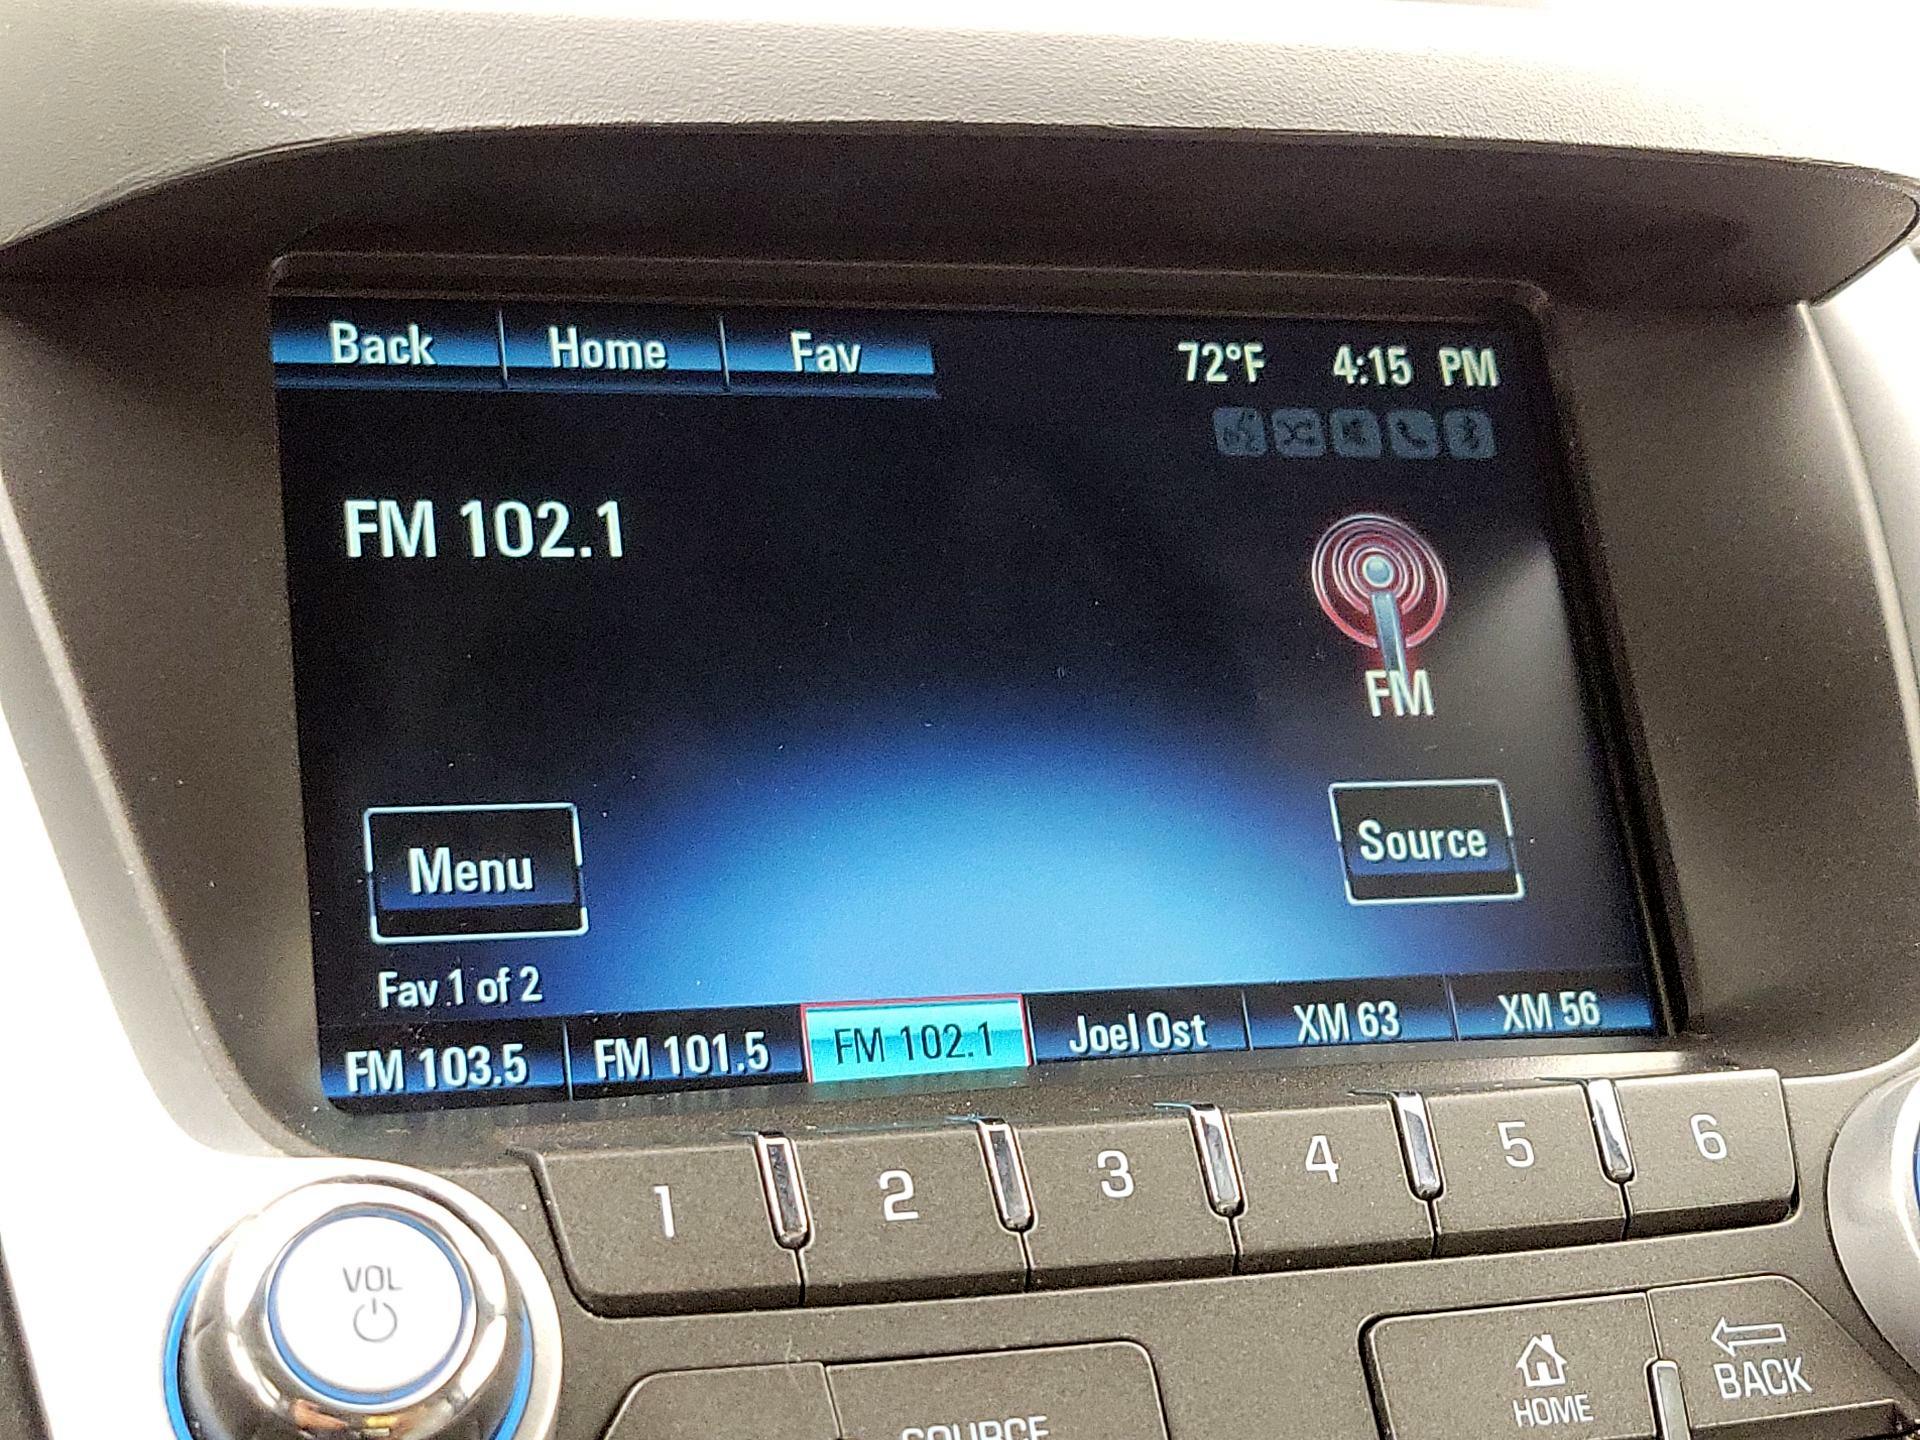 Back Home Fav 72°F 4:15 PM
FM 102.1
FM
Menu Source
Fav 1 of 2
FM 103.5 FM 101.5 FM 102.1 Joel Ost XM 63 XM 56
1 2 3 4 5 6
VOL
HOME BACK
SOURCE